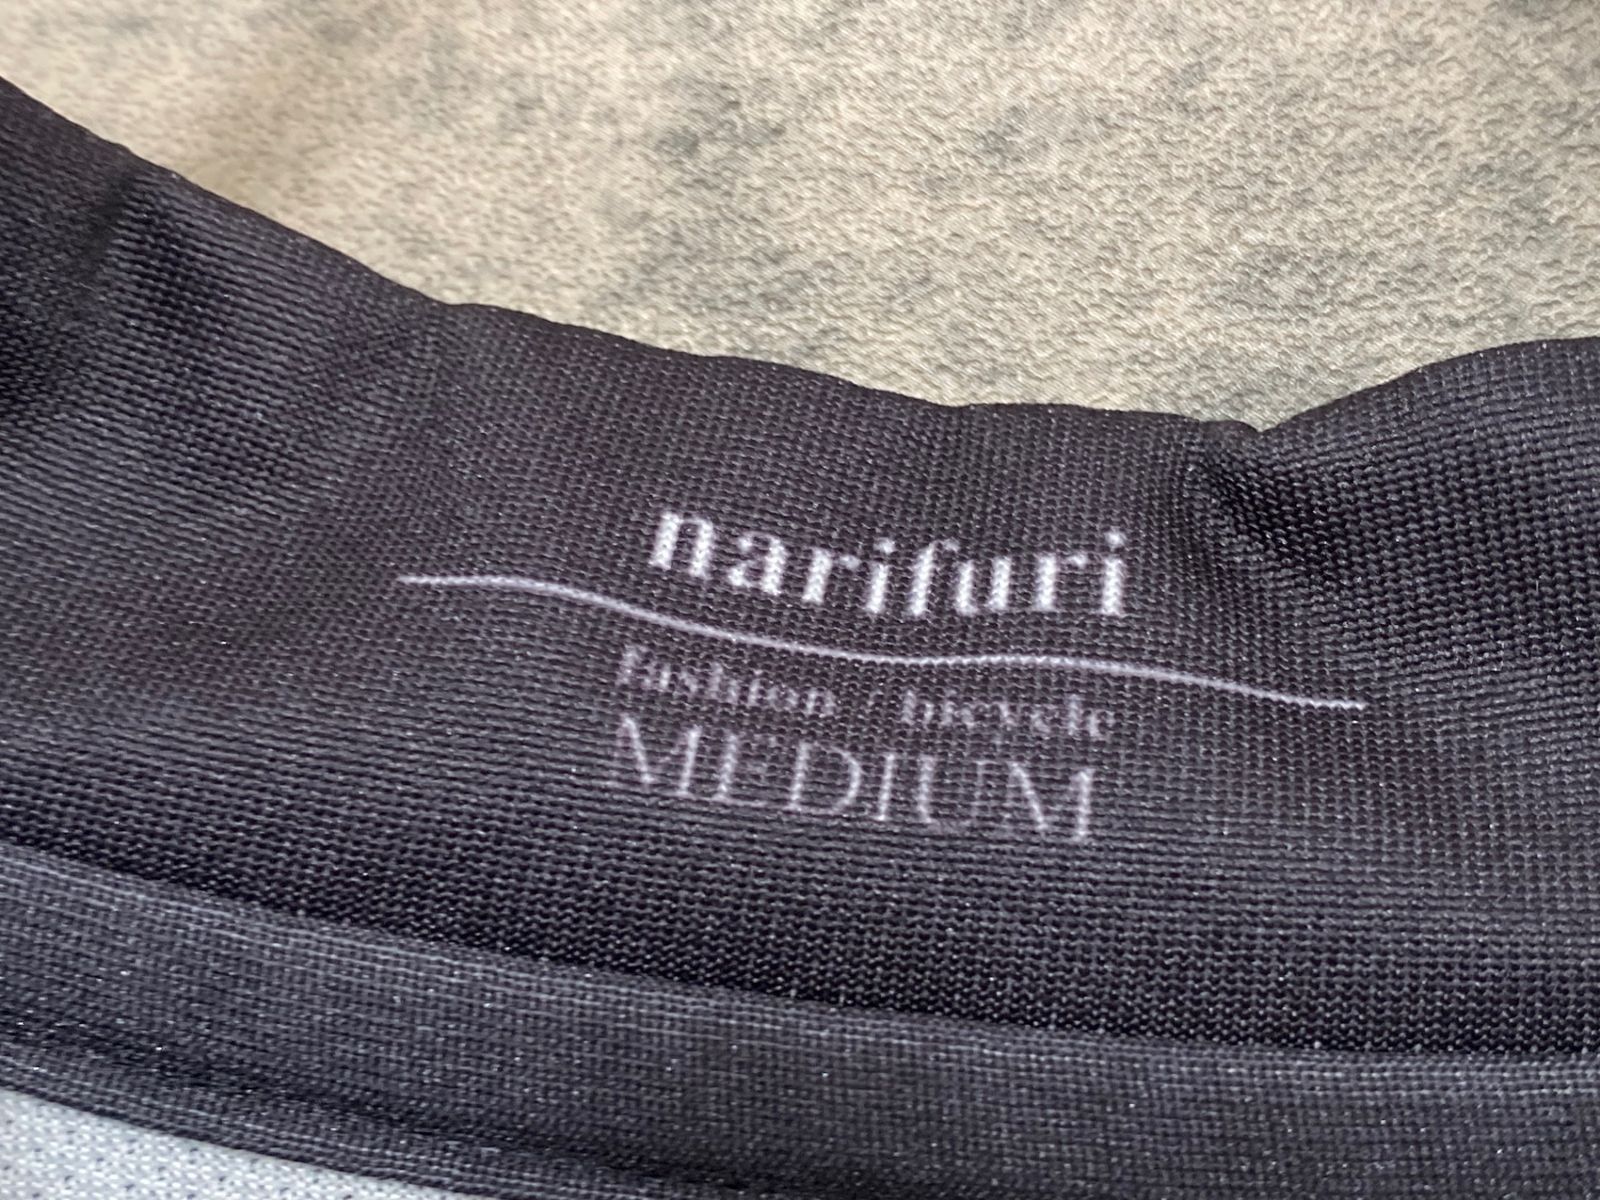 narifuri
fashion / bicycle
MEDIUM